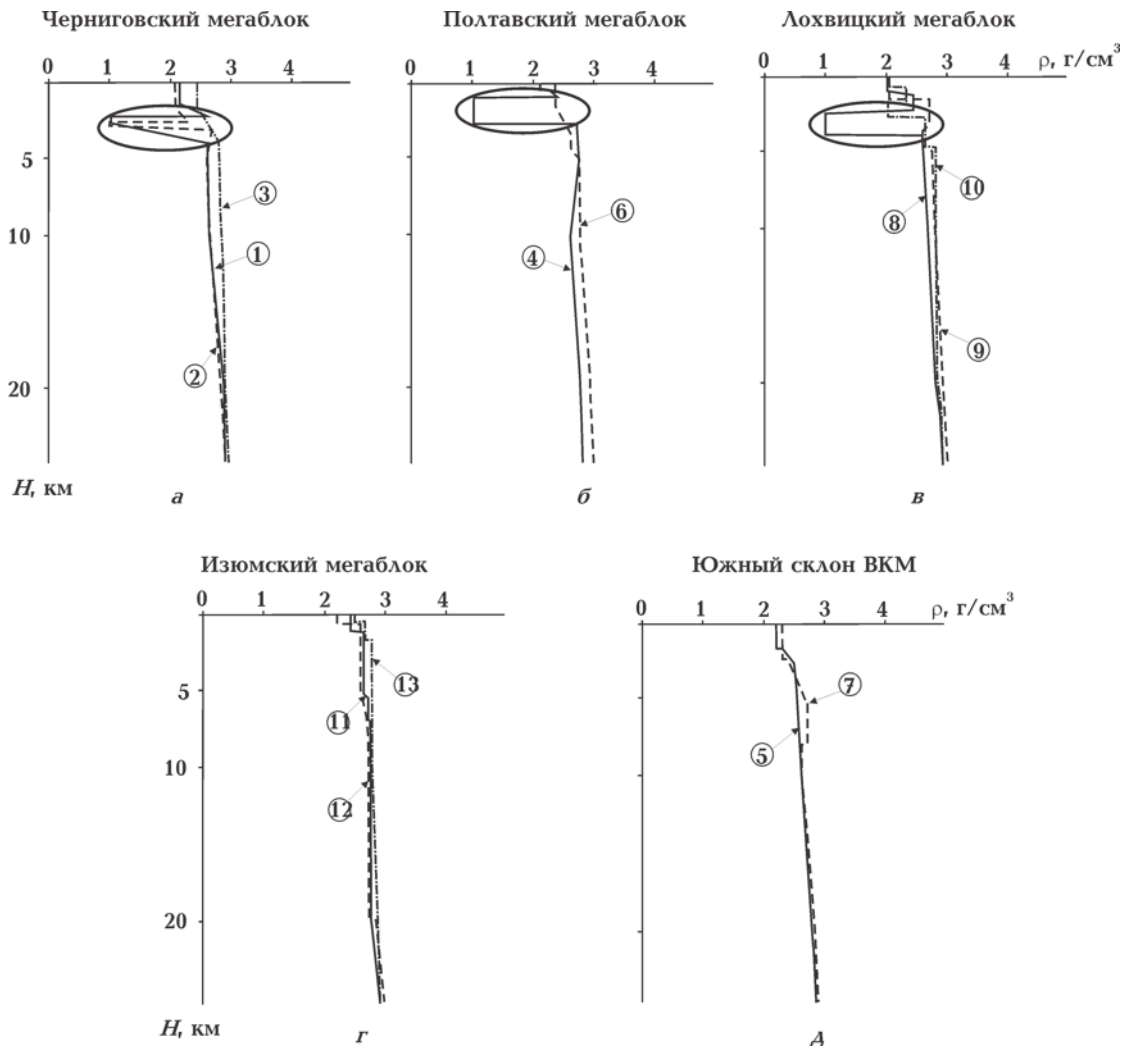 Черниговский мегаблок
0 1 2 3 4
5
10
20
③
①
②
H, км
а
Полтавский мегаблок
0 1 2 3 4
⑥
④
б
Лохвицкий мегаблок
0 1 2 3 4 ρ, г/см³
⑩
⑧
⑨
в
Изюмский мегаблок
0 1 2 3 4
5
10
20
⑬
⑪
⑫
H, км
г
Южный склон ВКМ
0 1 2 3 4 ρ, г/см³
⑦
⑤
д